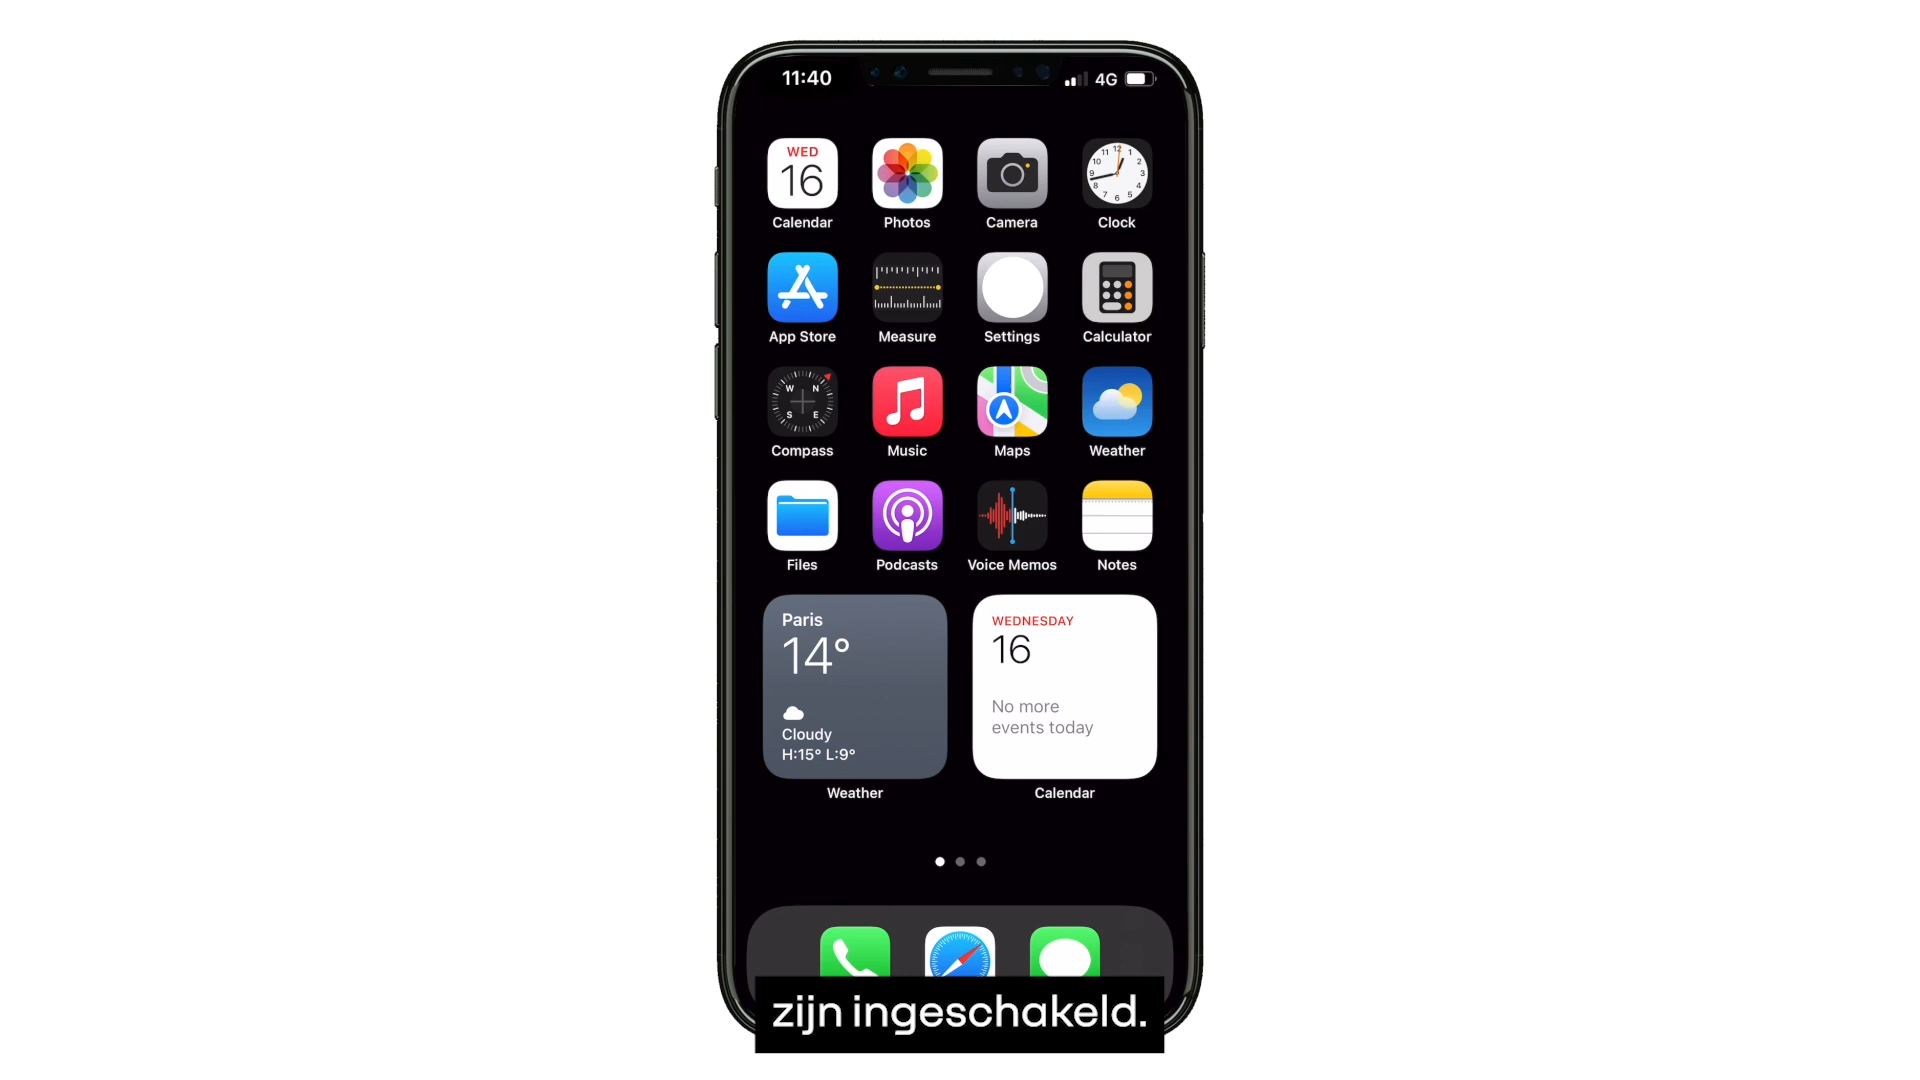 11:40 4G
WED
16
Calendar Photos Camera Clock
App Store Measure Settings Calculator
W N
S E
Compass Music Maps Weather
Files Podcasts Voice Memos Notes
Paris
14°
Cloudy
H:15° L:9°
Weather
WEDNESDAY
16
No more
events today
Calendar
zijn ingeschakeld.